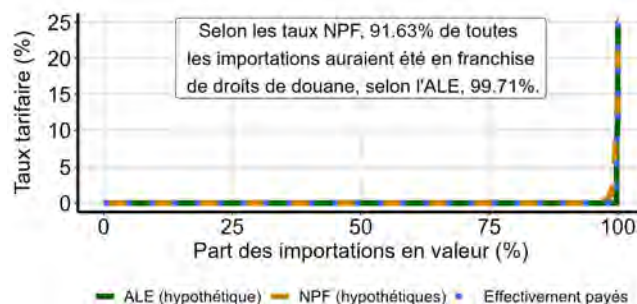 Selon les taux NPF, 91.63% de toutes
les importations auraient été en franchise
de droits de douane, selon l'ALE, 99.71%.
Taux tarifaire (%)
25
20
15
10
5
0
0 25 50 75 100
Part des importations en valeur (%)
ALE (hypothétique) NPF (hypothétiques) Effectivement payés